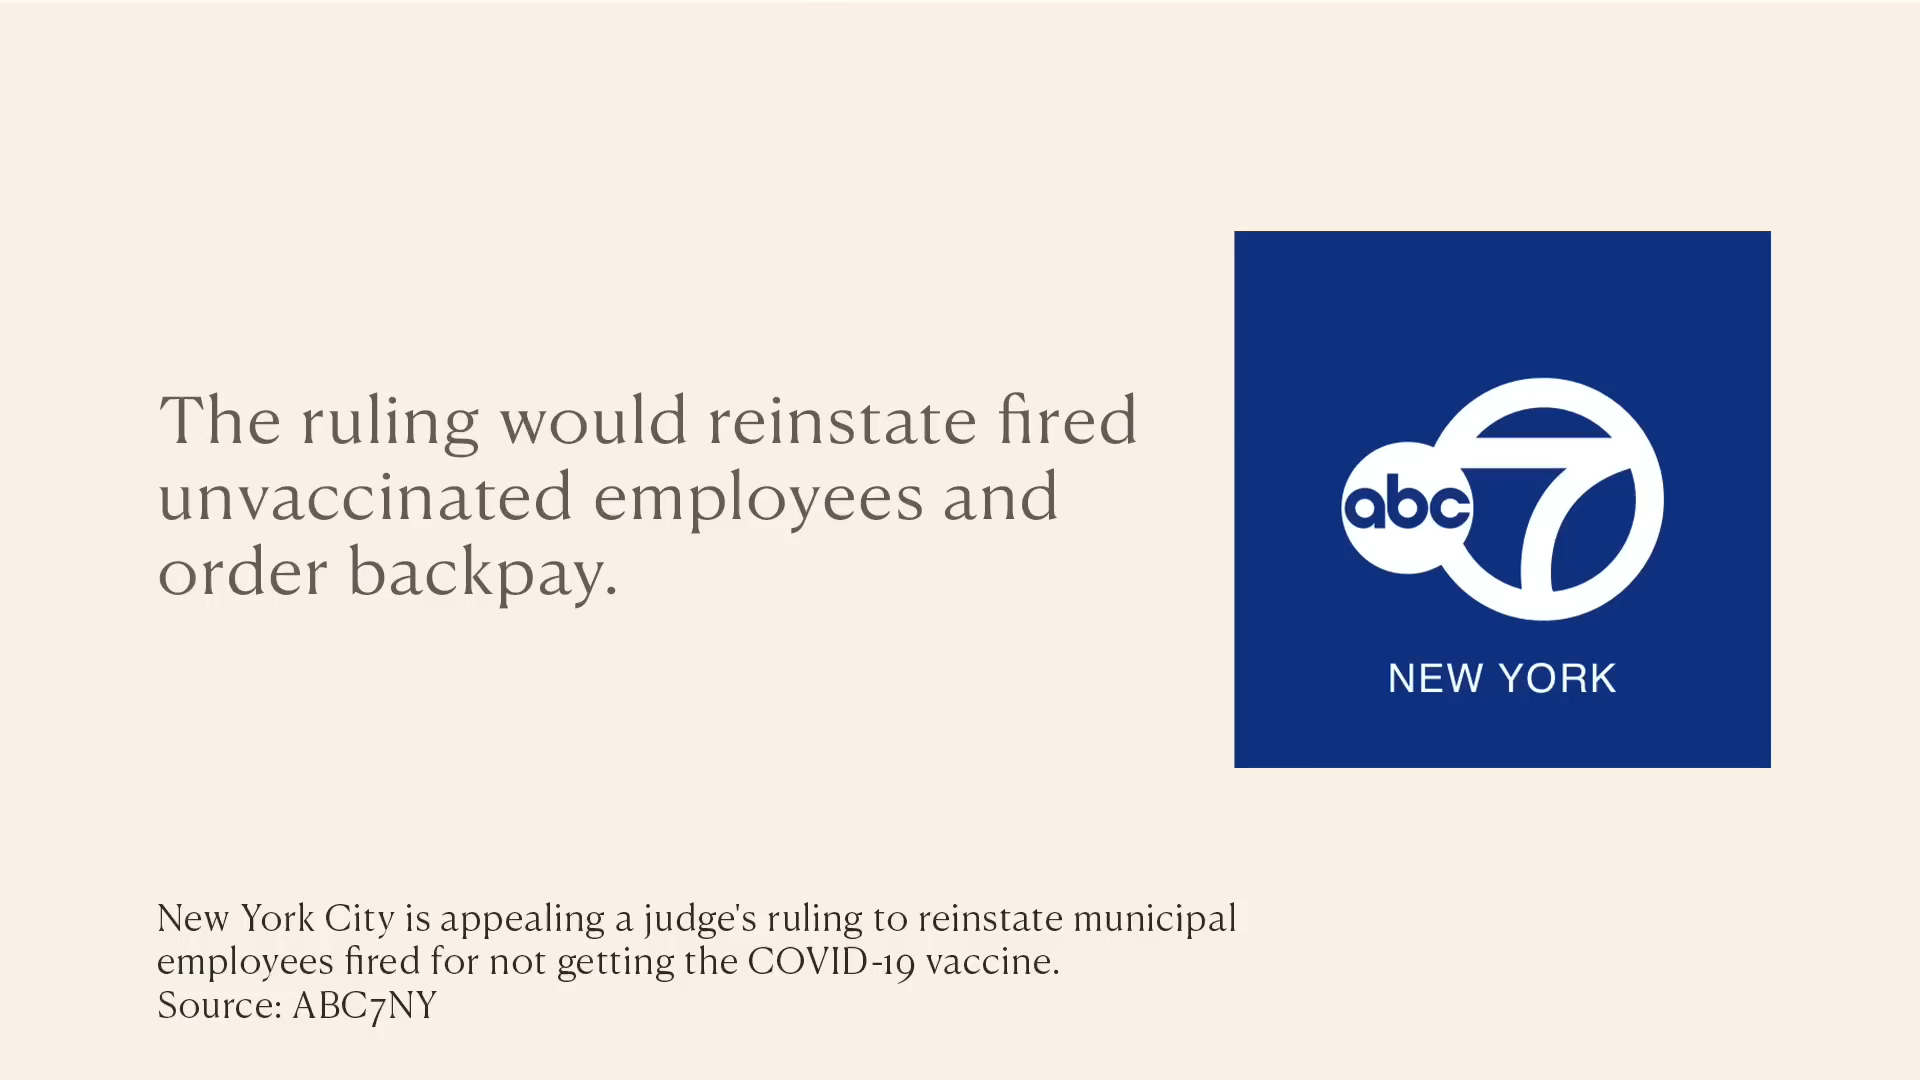 The ruling would reinstate fired
unvaccinated employees and
order backpay.
abc 7
NEW YORK
New York City is appealing a judge's ruling to reinstate municipal
employees fired for not getting the COVID-19 vaccine.
Source: ABC7NY